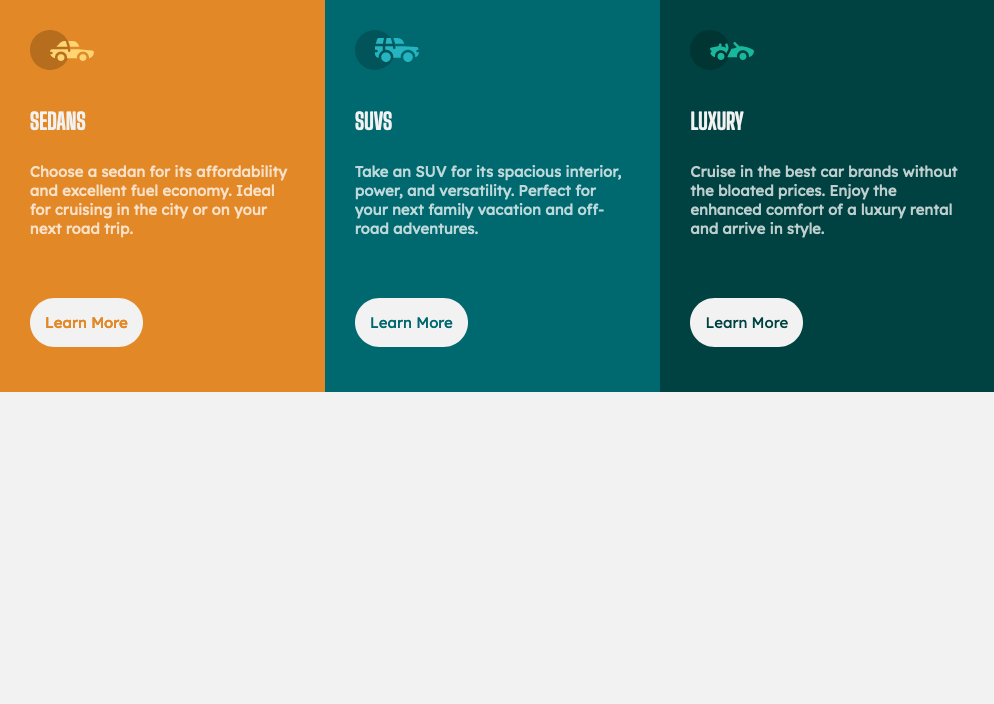 SEDANS
Choose a sedan for its affordability
and excellent fuel economy. Ideal
for cruising in the city or on your
next road trip.
Learn More
SUVS
Take an SUV for its spacious interior,
power, and versatility. Perfect for
your next family vacation and off-
road adventures.
Learn More
LUXURY
Cruise in the best car brands without
the bloated prices. Enjoy the
enhanced comfort of a luxury rental
and arrive in style.
Learn More